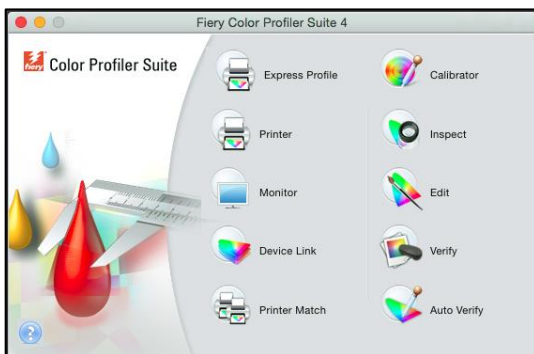 Fiery Color Profiler Suite 4
fiery
Color Profiler Suite
Express Profile
Printer
Monitor
Device Link
Printer Match
Calibrator
Inspect
Edit
Verify
Auto Verify
?